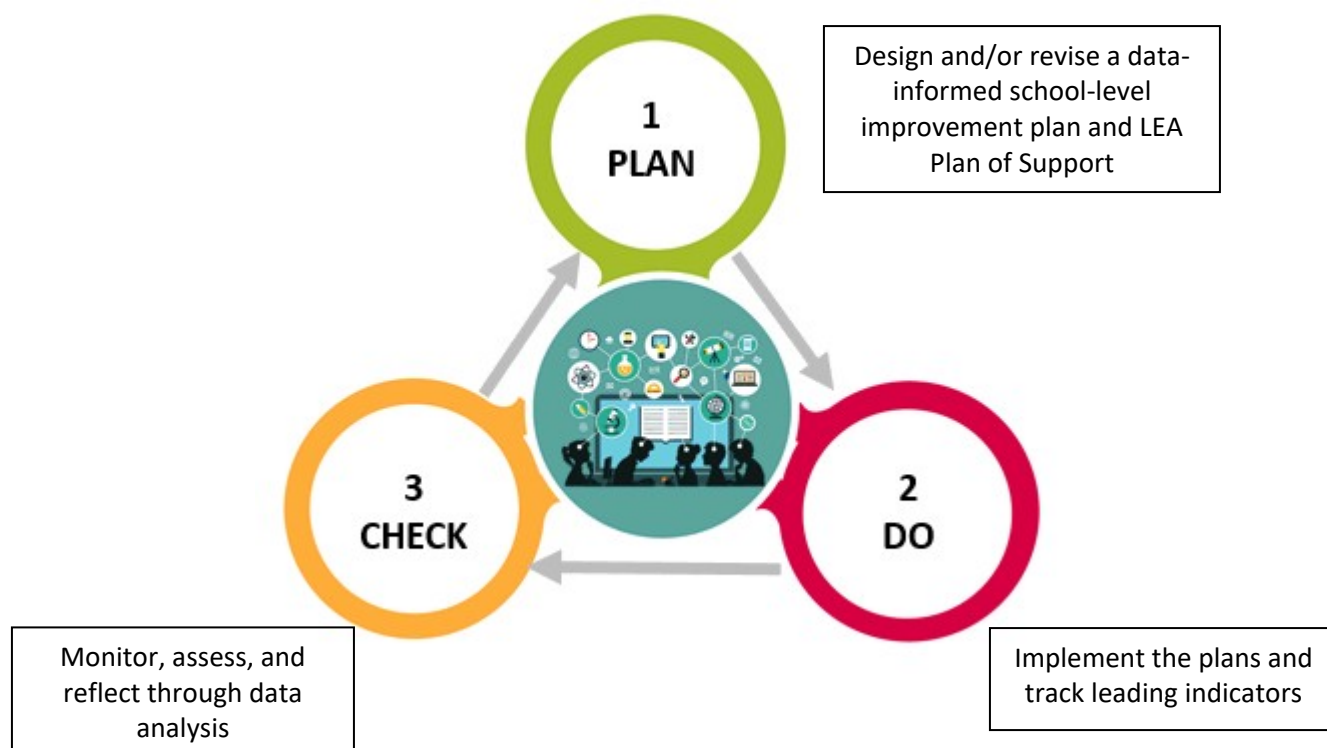 1
PLAN
Design and/or revise a data-
informed school-level
improvement plan and LEA
Plan of Support
2
DO
Implement the plans and
track leading indicators
3
CHECK
Monitor, assess, and
reflect through data
analysis